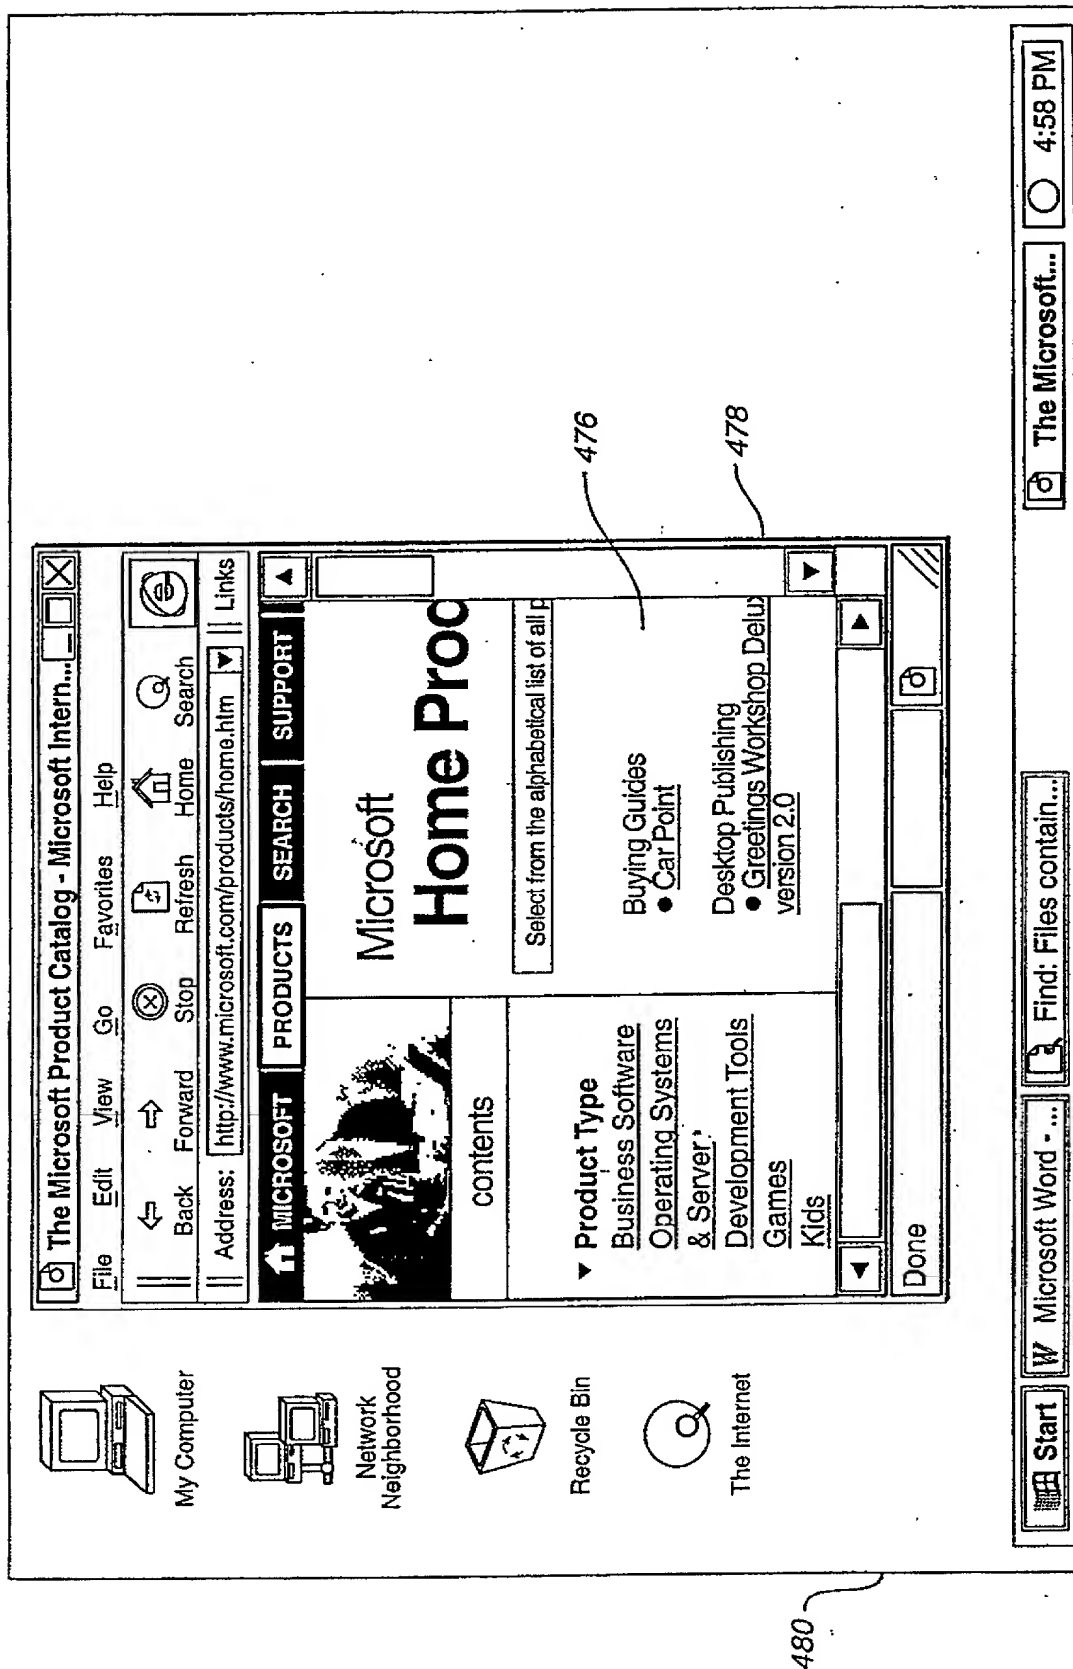 The Microsoft Product Catalog - Microsoft Intern...
File Edit View Go Favorites Help
Back Forward Stop Refresh Home Search
Address: http://www.microsoft.com/products/home.htm Links
MICROSOFT PRODUCTS SEARCH SUPPORT
contents
▼ Product Type
Business Software
Operating Systems
& Server
Development Tools
Games
Kids
Microsoft
Home Prod
Select from the alphabetical list of all p
Buying Guides
● Car Point
Desktop Publishing
● Greetings Workshop Delux
version 2.0
Done
476
478
My Computer
Network
Neighborhood
Recycle Bin
The Internet
Start W Microsoft Word - ... Find: Files contain... The Microsoft... 4:58 PM
480